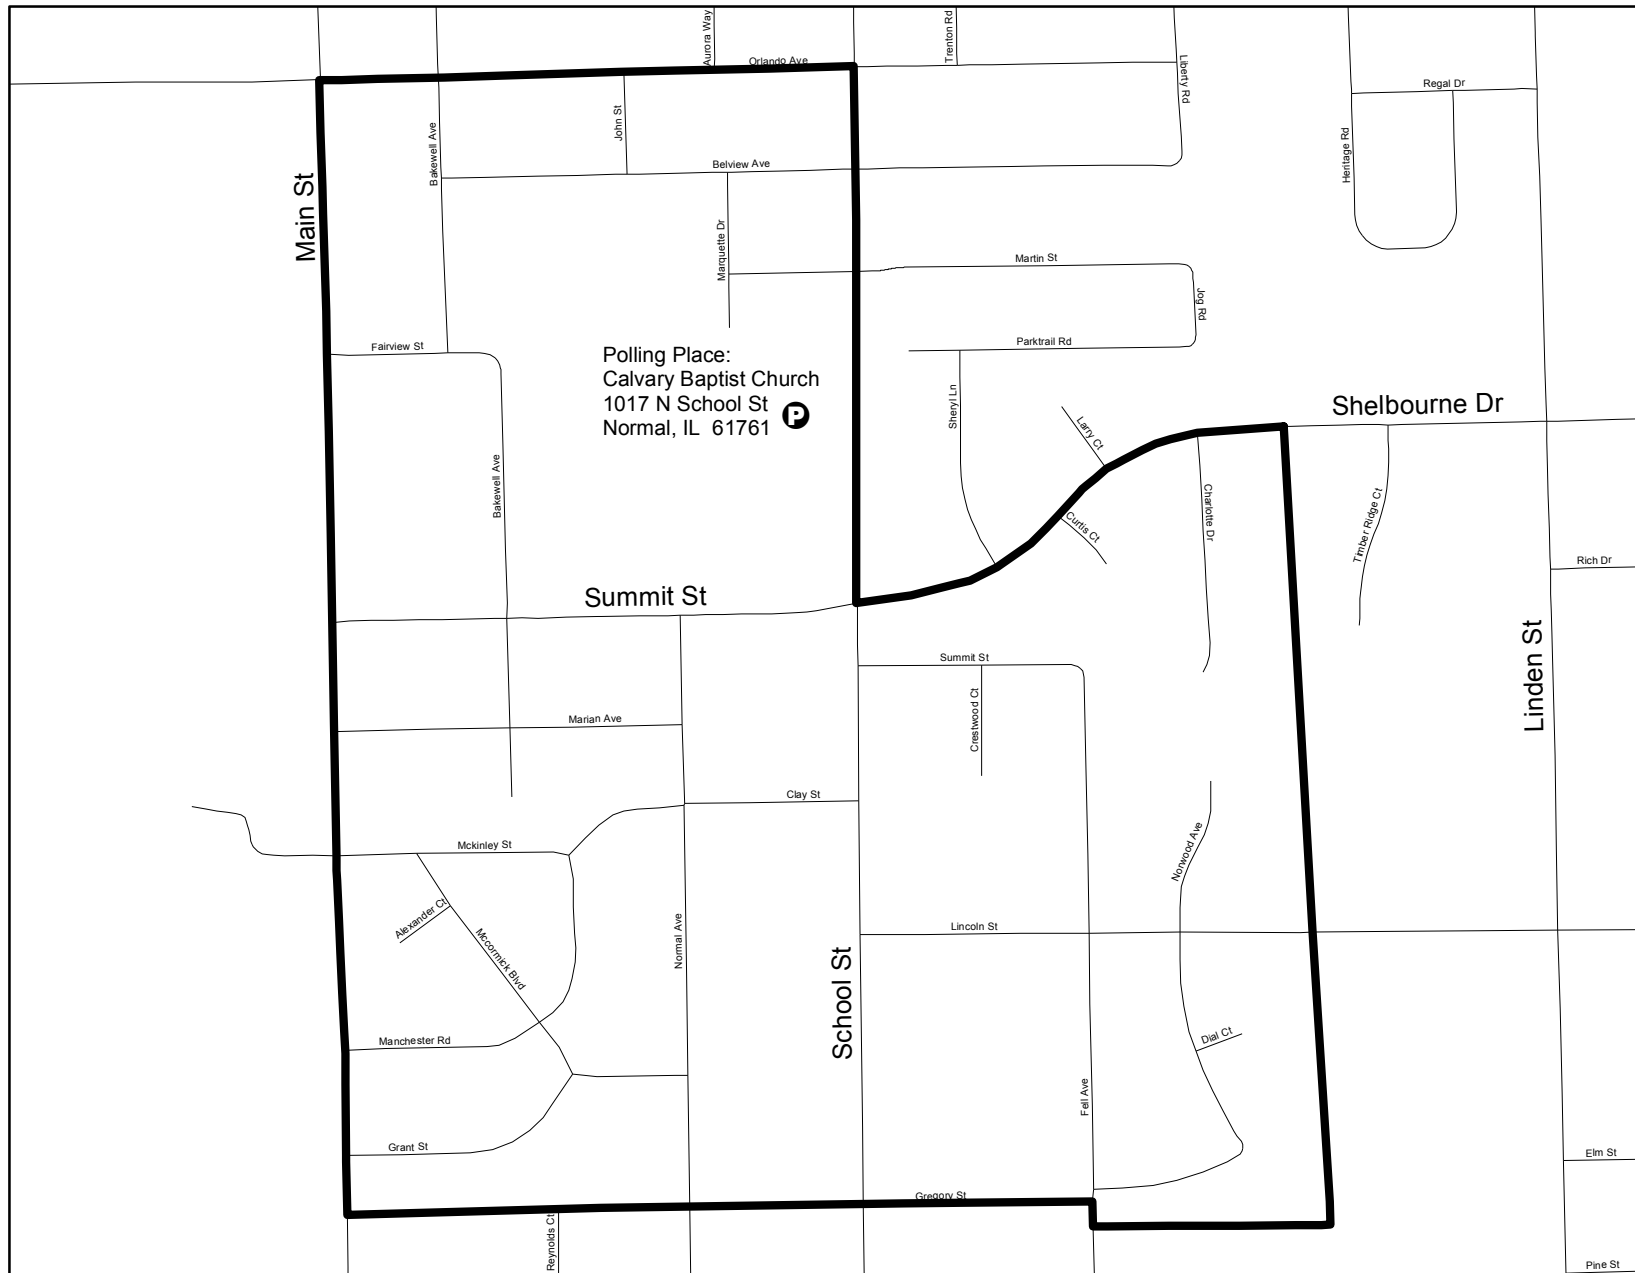 Aurora Way
Trenton Rd
Orlando Ave
Liberty Rd
Regal Dr
John St
Bakewell Ave
Heritage Rd
Belview Ave
Main St
Marquette Dr
Martin St
Jog Rd
Fairview St
Parktrail Rd
Polling Place:
Calvary Baptist Church
1017 N School St
Normal, IL 61761
P
Sheryl Ln
Larry Ct
Shelbourne Dr
Bakewell Ave
Charlotte Dr
Curtis Ct
Timber Ridge Ct
Rich Dr
Summit St
Summit St
Linden St
Crestwood Ct
Marian Ave
Clay St
Mckinley St
Norwood Ave
Alexander Ct
Mccormick Blvd
Normal Ave
Lincoln St
School St
Manchester Rd
Dial Ct
Fell Ave
Grant St
Elm St
Gregory St
Reynolds Ct
Pine St